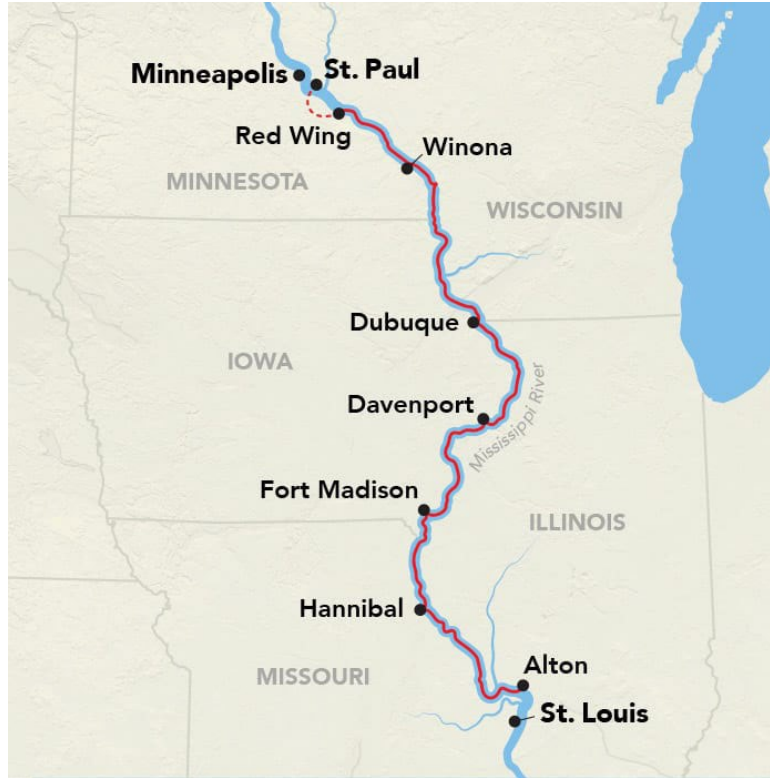 St. Paul
Minneapolis
Red Wing
Winona
MINNESOTA
WISCONSIN
Dubuque
IOWA
Davenport
Mississippi River
Fort Madison
ILLINOIS
Hannibal
Alton
MISSOURI
St. Louis